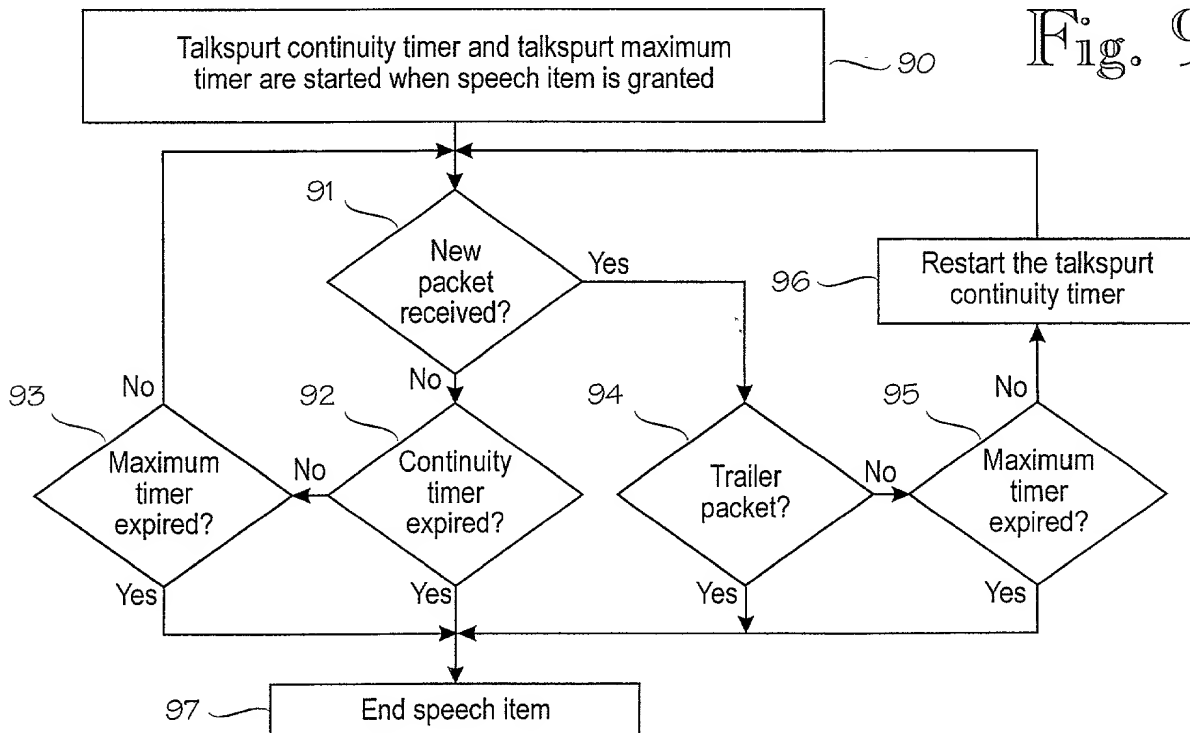 Talkspurt continuity timer and talkspurt maximum
timer are started when speech item is granted
90
Fig. 9
91
New
packet
received?
Yes
No
96
Restart the talkspurt
continuity timer
93
No
Maximum
timer
expired?
Yes
92
No
Continuity
timer
expired?
Yes
94
Trailer
packet?
No
Yes
95
No
Maximum
timer
expired?
Yes
97
End speech item